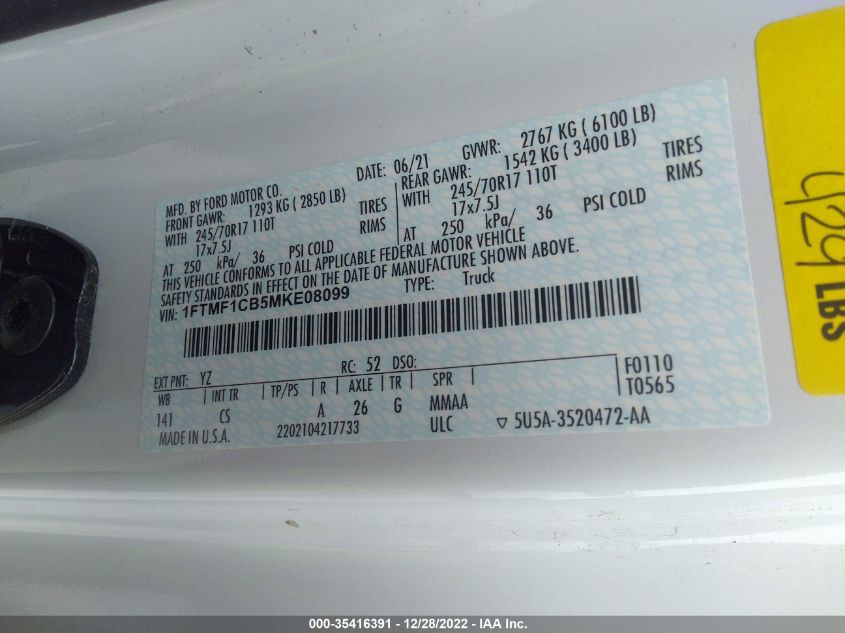 MFD. BY FORD MOTOR CO.
DATE: 06/21
GVWR: 2767 KG ( 6100 LB)
FRONT GAWR: 1293 KG ( 2850 LB)
REAR GAWR: 1542 KG ( 3400 LB)
WITH 245/70R17 110T TIRES
WITH 245/70R17 110T TIRES
17x7.5J RIMS
17x7.5J RIMS
AT 250 kPa/ 36 PSI COLD
AT 250 kPa/ 36 PSI COLD
THIS VEHICLE CONFORMS TO ALL APPLICABLE FEDERAL MOTOR VEHICLE
SAFETY STANDARDS IN EFFECT ON THE DATE OF MANUFACTURE SHOWN ABOVE.
VIN: 1FTMF1CB5MKE08099
TYPE: Truck
EXT PNT: YZ RC: 52 DSO: F0110
WB INT TR TP/PS R AXLE TR SPR T0565
141 CS A 26 G MMAA
MADE IN U.S.A. 2202104217733 ULC ▽ 5U5A-3520472-AA
429 LBS
000-35416391 - 12/28/2022 - IAA Inc.